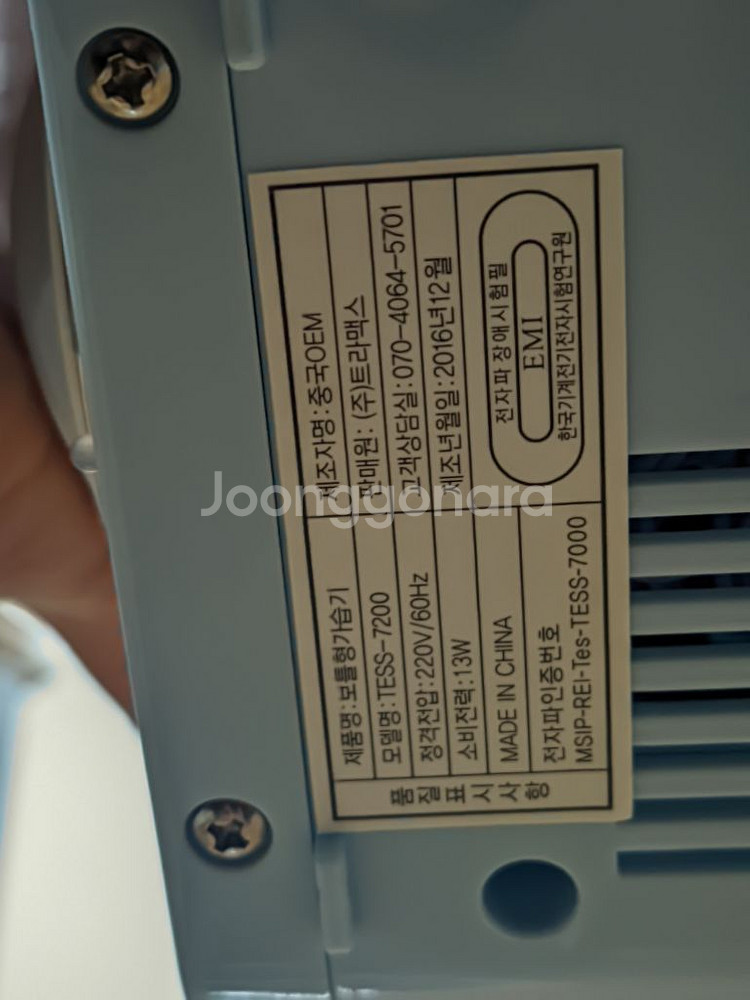 품질표시사항
제품명:보틀형가습기
모델명:TESS-7200
정격전압:220V/60Hz
소비전력:13W
MADE IN CHINA
전자파인증번호
MSIP-REI-Tes-TESS-7000
제조자명:중국OEM
판매원: (주)트라맥스
고객상담실:070-4064-5701
제조년월일:2016년12월
전자파 장애시험필
EMI
한국기계전기전자시험연구원
Joonggonara